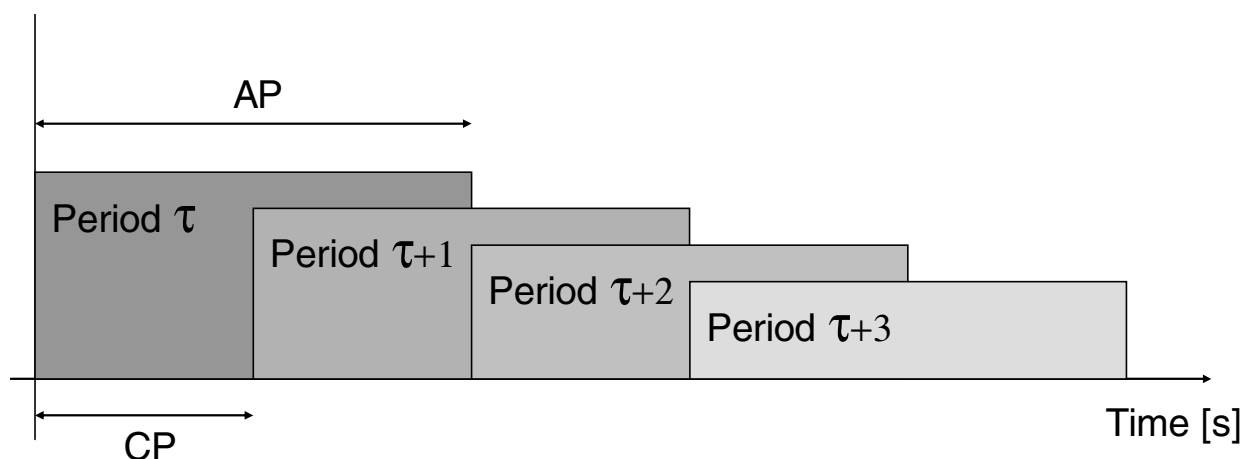 AP
Period τ
Period τ+1
Period τ+2
Period τ+3
Time [s]
CP